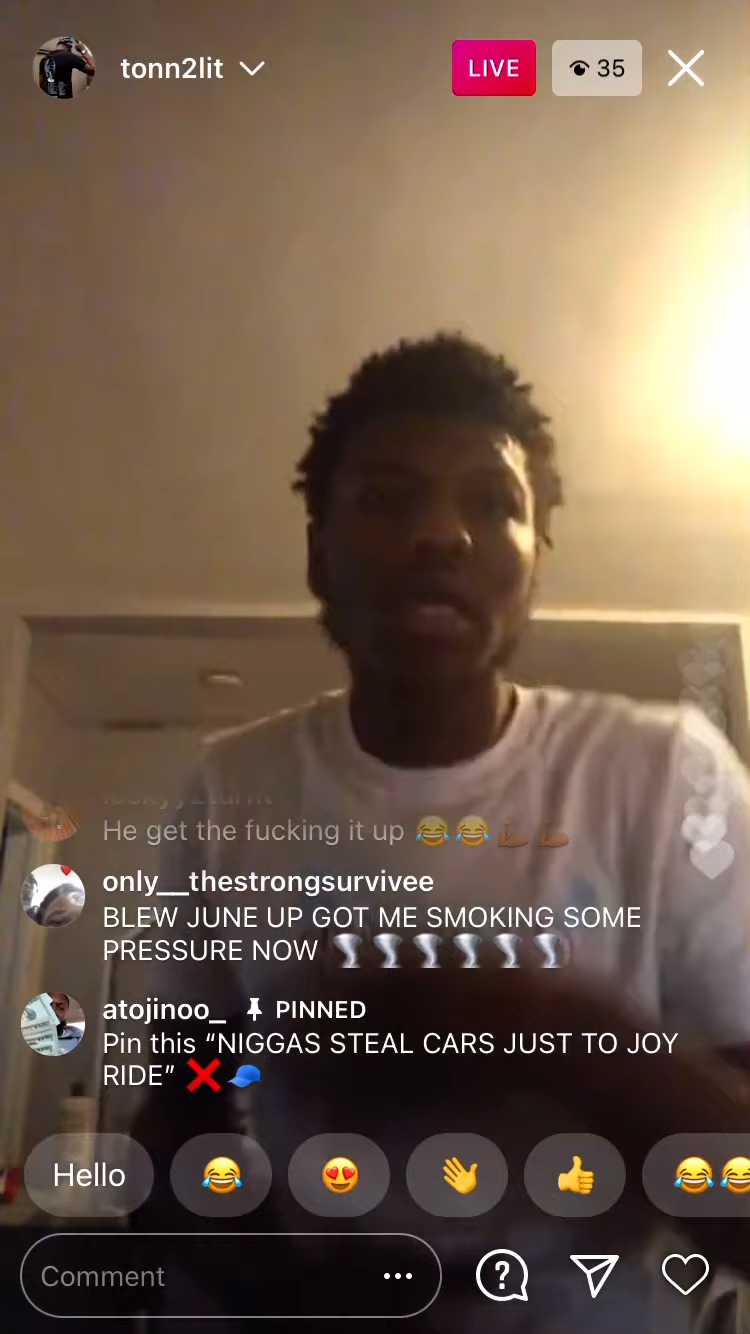 tonn2lit
LIVE
35
He get the fucking it up 😂😂💪🏾💪🏾
only__thestrongsurvivee
BLEW JUNE UP GOT ME SMOKING SOME
PRESSURE NOW 🌪🌪🌪🌪🌪🌪
atojinoo_ 📌 PINNED
Pin this “NIGGAS STEAL CARS JUST TO JOY
RIDE” ❌🧢
Hello 😂 😍 👋 👍 😂😂
Comment